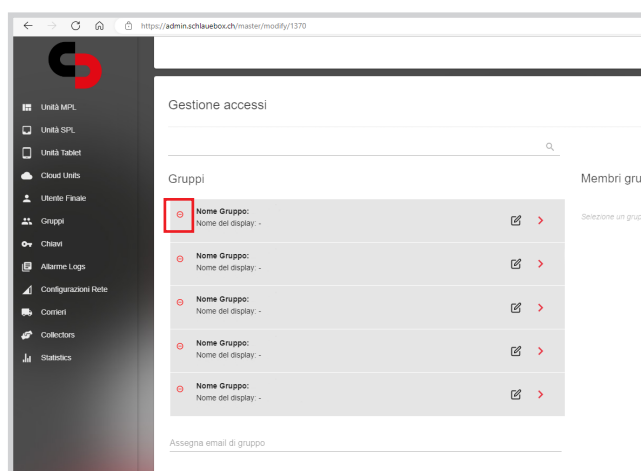 https://admin.schlauebox.ch/master/modify/1370
Unità MPL
Unità SPL
Unità Tablet
Cloud Units
Utente Finale
Gruppi
Chiavi
Allarme Logs
Configurazioni Rete
Corrieri
Collectors
Statistics
Gestione accessi
Gruppi
Nome Gruppo:
Nome del display: -
Nome Gruppo:
Nome del display: -
Nome Gruppo:
Nome del display: -
Nome Gruppo:
Nome del display: -
Nome Gruppo:
Nome del display: -
Assegna email di gruppo
Membri gru
Selezione un grup